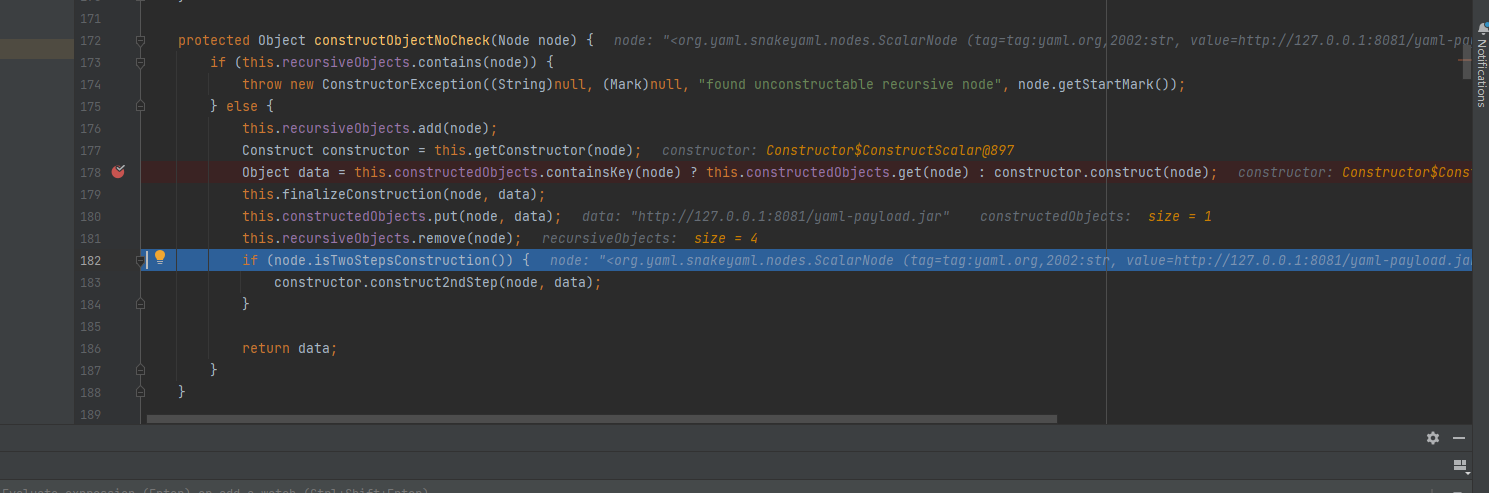 171
172 protected Object constructObjectNoCheck(Node node) { node: "<org.yaml.snakeyaml.nodes.ScalarNode (tag=tag:yaml.org,2002:str, value=http://127.0.0.1:8081/yaml-pay
173 if (this.recursiveObjects.contains(node)) {
174 throw new ConstructorException((String)null, (Mark)null, "found unconstructable recursive node", node.getStartMark());
175 } else {
176 this.recursiveObjects.add(node);
177 Construct constructor = this.getConstructor(node); constructor: Constructor$ConstructScalar@897
178 Object data = this.constructedObjects.containsKey(node) ? this.constructedObjects.get(node) : constructor.construct(node); constructor: Constructor$Const
179 this.finalizeConstruction(node, data);
180 this.constructedObjects.put(node, data); data: "http://127.0.0.1:8081/yaml-payload.jar" constructedObjects: size = 1
181 this.recursiveObjects.remove(node); recursiveObjects: size = 4
182 if (node.isTwoStepsConstruction()) { node: "<org.yaml.snakeyaml.nodes.ScalarNode (tag=tag:yaml.org,2002:str, value=http://127.0.0.1:8081/yaml-payload.jar
183 constructor.construct2ndStep(node, data);
184 }
185
186 return data;
187 }
188 }
189
Notifications
Evaluate expression (Enter) or add a watch (Ctrl+Shift+Enter)